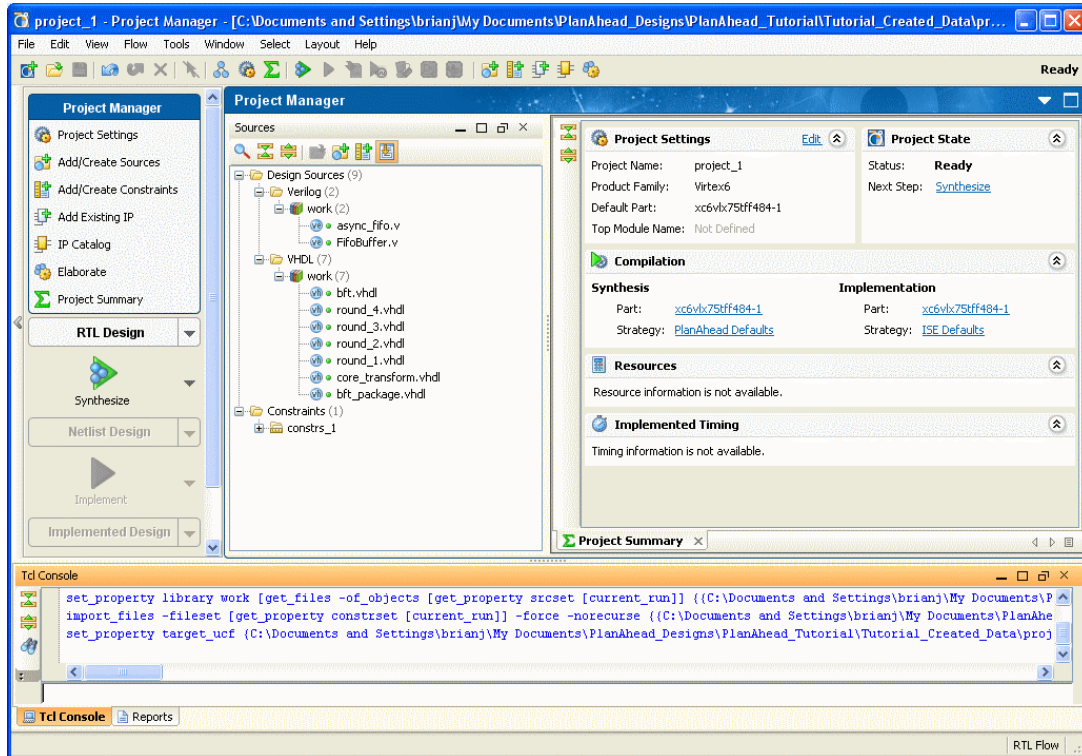 project_1 - Project Manager - [C:\Documents and Settings\brianj\My Documents\PlanAhead_Designs\PlanAhead_Tutorial\Tutorial_Created_Data\pr...
File Edit View Flow Tools Window Select Layout Help
Ready
Project Manager
Project Settings
Add/Create Sources
Add/Create Constraints
Add Existing IP
IP Catalog
Elaborate
Project Summary
RTL Design
Synthesize
Netlist Design
Implement
Implemented Design
Project Manager
Sources
Design Sources (9)
Verilog (2)
work (2)
async_fifo.v
FifoBuffer.v
VHDL (7)
work (7)
bft.vhdl
round_4.vhdl
round_3.vhdl
round_2.vhdl
round_1.vhdl
core_transform.vhdl
bft_package.vhdl
Constraints (1)
constrs_1
Project Settings Edit
Project Name: project_1
Product Family: Virtex6
Default Part: xc6vlx75tff484-1
Top Module Name: Not Defined
Project State
Status: Ready
Next Step: Synthesize
Compilation
Synthesis
Part: xc6vlx75tff484-1
Strategy: PlanAhead Defaults
Implementation
Part: xc6vlx75tff484-1
Strategy: ISE Defaults
Resources
Resource information is not available.
Implemented Timing
Timing information is not available.
Project Summary
Tcl Console
set_property library work [get_files -of_objects [get_property srcset [current_run]] {{C:\Documents and Settings\brianj\My Documents\P
import_files -fileset [get_property constrset [current_run]] -force -norecurse {{C:\Documents and Settings\brianj\My Documents\PlanAhe
set_property target_ucf {C:\Documents and Settings\brianj\My Documents\PlanAhead_Designs\PlanAhead_Tutorial\Tutorial_Created_Data\proj
Tcl Console Reports
RTL Flow